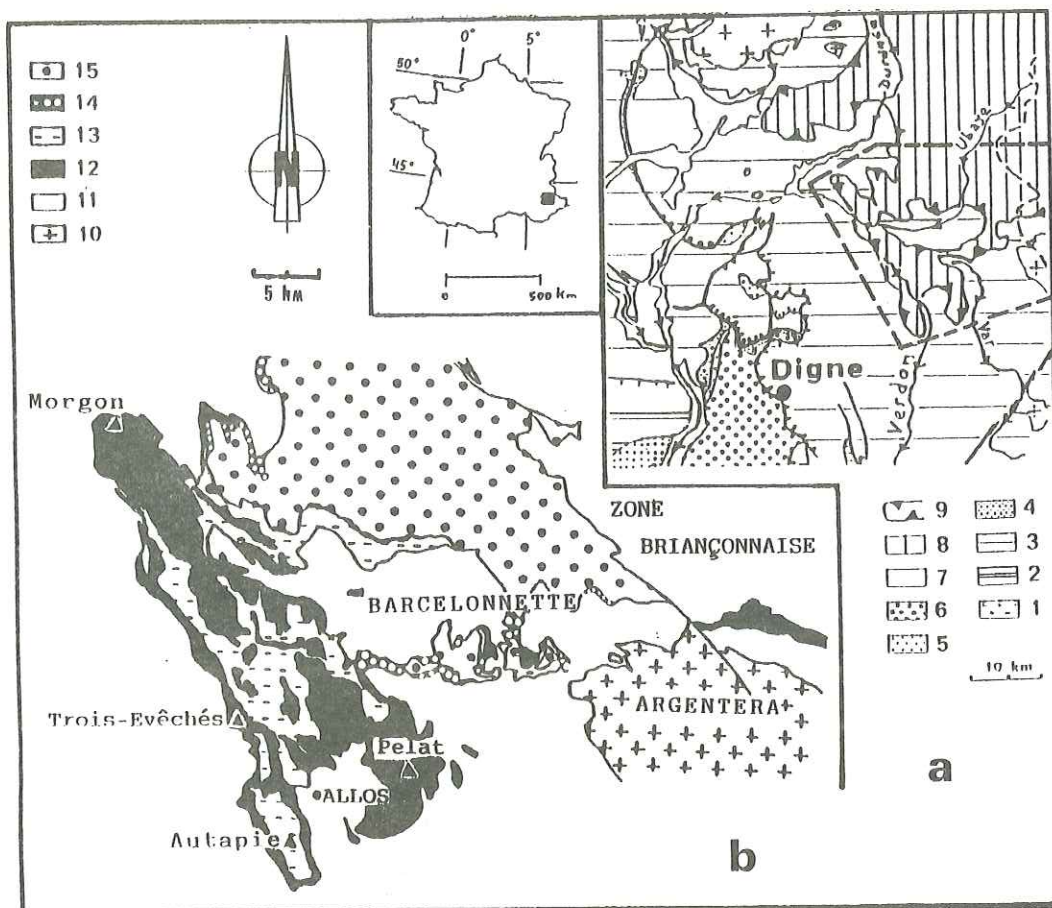 15
14
13
12
11
10
N
5 km
0°
5°
50°
45°
0
500 km
Durance
Ubaye
Digne
Verdon
Var
Morgon
ZONE
BRIANÇONNAISE
BARCELONNETTE
ARGENTERA
Trois-Evêchés
Pelat
ALLOS
Autapie
9
4
8
3
7
2
6
1
5
10 km
a
b